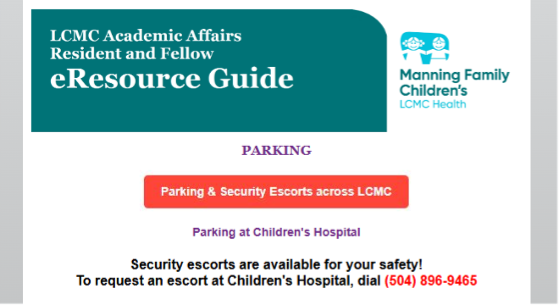 LCMC Academic Affairs
Resident and Fellow
eResource Guide
Manning Family
Children's
LCMC Health
PARKING
Parking & Security Escorts across LCMC
Parking at Children's Hospital
Security escorts are available for your safety!
To request an escort at Children's Hospital, dial (504) 896-9465